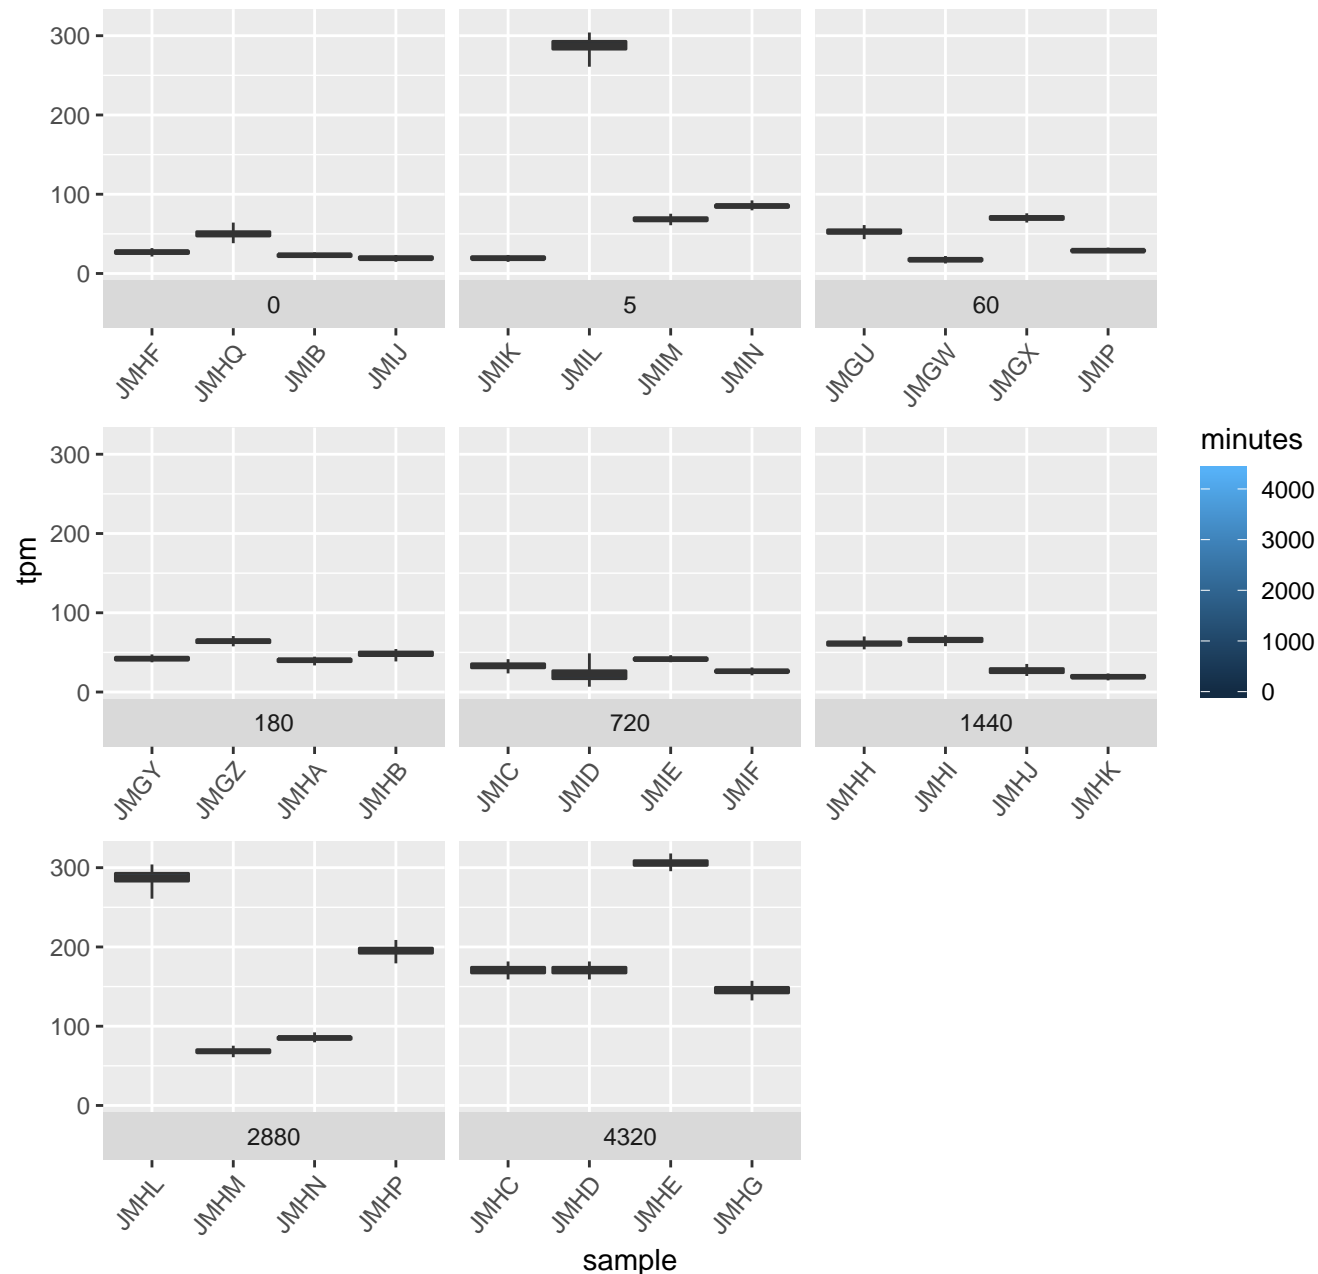 300
200
100
0
0
5
60
JMHF
JMHQ
JMIB
JMIJ
JMIK
JMIL
JMIM
JMIN
JMGU
JMGW
JMGX
JMIP
tpm
300
200
100
0
180
720
1440
JMGY
JMGZ
JMHA
JMHB
JMIC
JMID
JMIE
JMIF
JMHH
JMHI
JMHJ
JMHK
minutes
4000
3000
2000
1000
0
300
200
100
0
2880
4320
JMHL
JMHM
JMHN
JMHP
JMHC
JMHD
JMHE
JMHG
sample